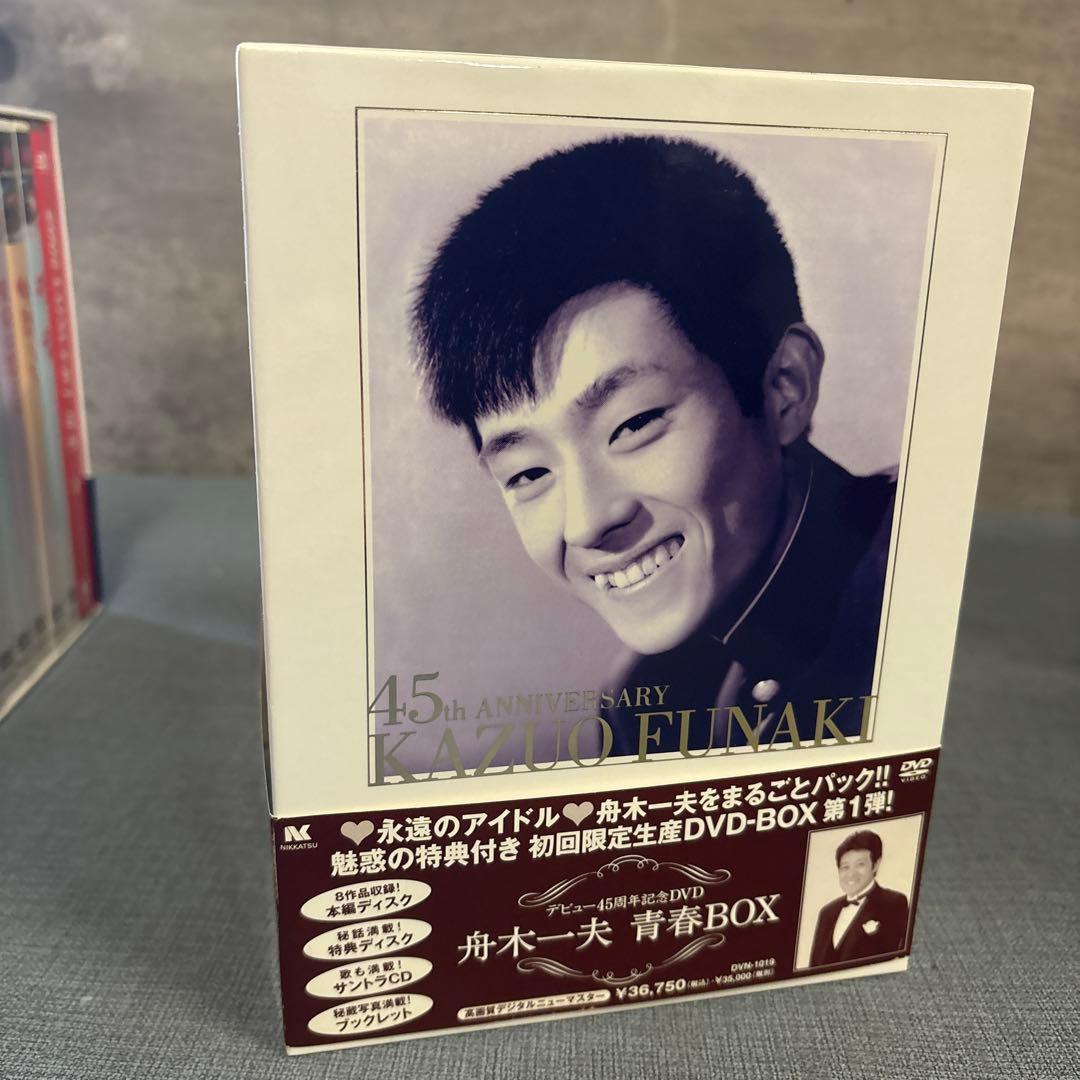 45th ANNIVERSARY
KAZUO FUNAKI
DVD
VIDEO
NIKKATSU
♥永遠のアイドル♥舟木一夫をまるごとパック!!
魅惑の特典付き 初回限定生産DVD-BOX 第1弾!
8作品収録!
本編ディスク
秘話満載!
特典ディスク
歌も満載!
サントラCD
秘蔵写真満載!
ブックレット
デビュー45周年記念DVD
舟木一夫 青春BOX
DVN-1019
高画質デジタルニューマスター ¥36,750(税込)・¥35,000(税別)